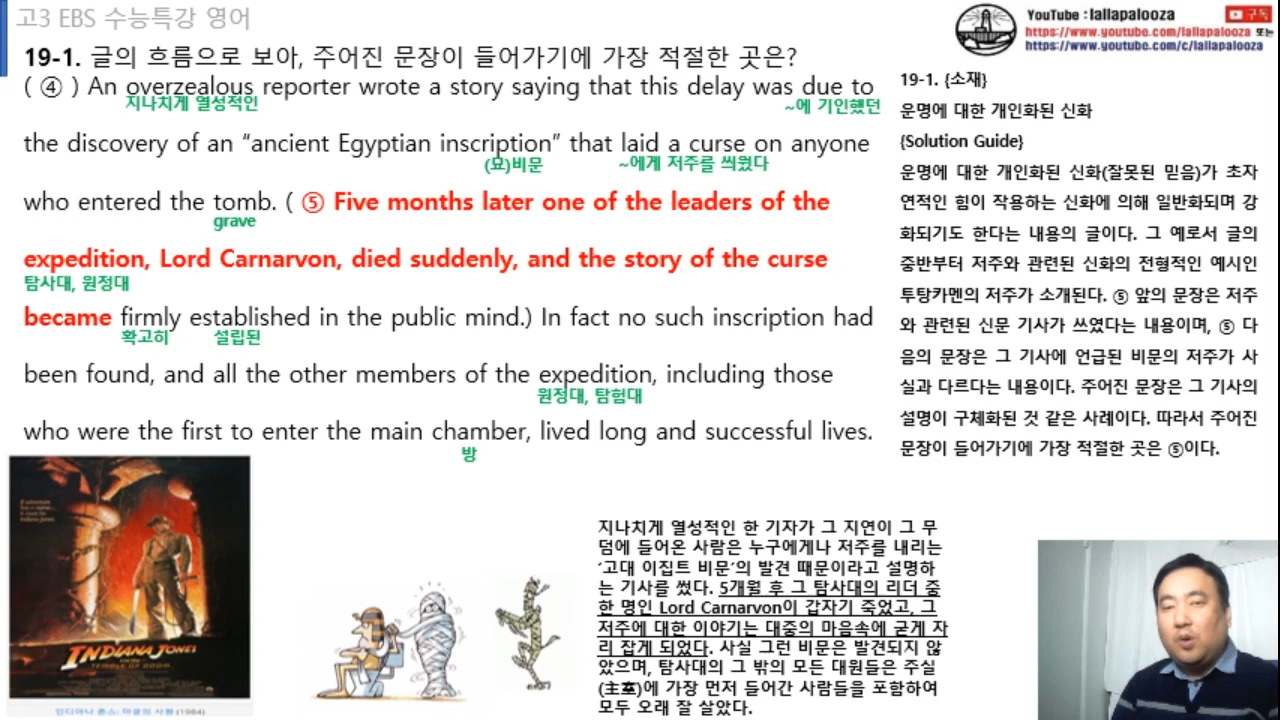 고3 EBS 수능특강 영어
19-1. 글의 흐름으로 보아, 주어진 문장이 들어가기에 가장 적절한 곳은?
( ④ ) An overzealous reporter wrote a story saying that this delay was due to
지나치게 열성적인 ~에 기인했던
the discovery of an “ancient Egyptian inscription” that laid a curse on anyone
(묘)비문 ~에게 저주를 씌웠다
who entered the tomb. ( ⑤ Five months later one of the leaders of the
grave
expedition, Lord Carnarvon, died suddenly, and the story of the curse
탐사대, 원정대
became firmly established in the public mind.) In fact no such inscription had
확고히 설립된
been found, and all the other members of the expedition, including those
원정대, 탐험대
who were the first to enter the main chamber, lived long and successful lives.
방
INDIANA JONES
TEMPLE OF DOOM
인디아나 존스: 마궁의 사원 (1984)
지나치게 열성적인 한 기자가 그 지연이 그 무
덤에 들어온 사람은 누구에게나 저주를 내리는
‘고대 이집트 비문’의 발견 때문이라고 설명하
는 기사를 썼다. 5개월 후 그 탐사대의 리더 중
한 명인 Lord Carnarvon이 갑자기 죽었고, 그
저주에 대한 이야기는 대중의 마음속에 굳게 자
리 잡게 되었다. 사실 그런 비문은 발견되지 않
았으며, 탐사대의 그 밖의 모든 대원들은 주실
(主室)에 가장 먼저 들어간 사람들을 포함하여
모두 오래 잘 살았다.
YouTube : lallapalooza 구독
https://www.youtube.com/lallapalooza 또는
https://www.youtube.com/c/lallapalooza
19-1. {소재}
운명에 대한 개인화된 신화
{Solution Guide}
운명에 대한 개인화된 신화(잘못된 믿음)가 초자
연적인 힘이 작용하는 신화에 의해 일반화되며 강
화되기도 한다는 내용의 글이다. 그 예로서 글의
중반부터 저주와 관련된 신화의 전형적인 예시인
투탕카멘의 저주가 소개된다. ⑤ 앞의 문장은 저주
와 관련된 신문 기사가 쓰였다는 내용이며, ⑤ 다
음의 문장은 그 기사에 언급된 비문의 저주가 사
실과 다르다는 내용이다. 주어진 문장은 그 기사의
설명이 구체화된 것 같은 사례이다. 따라서 주어진
문장이 들어가기에 가장 적절한 곳은 ⑤이다.